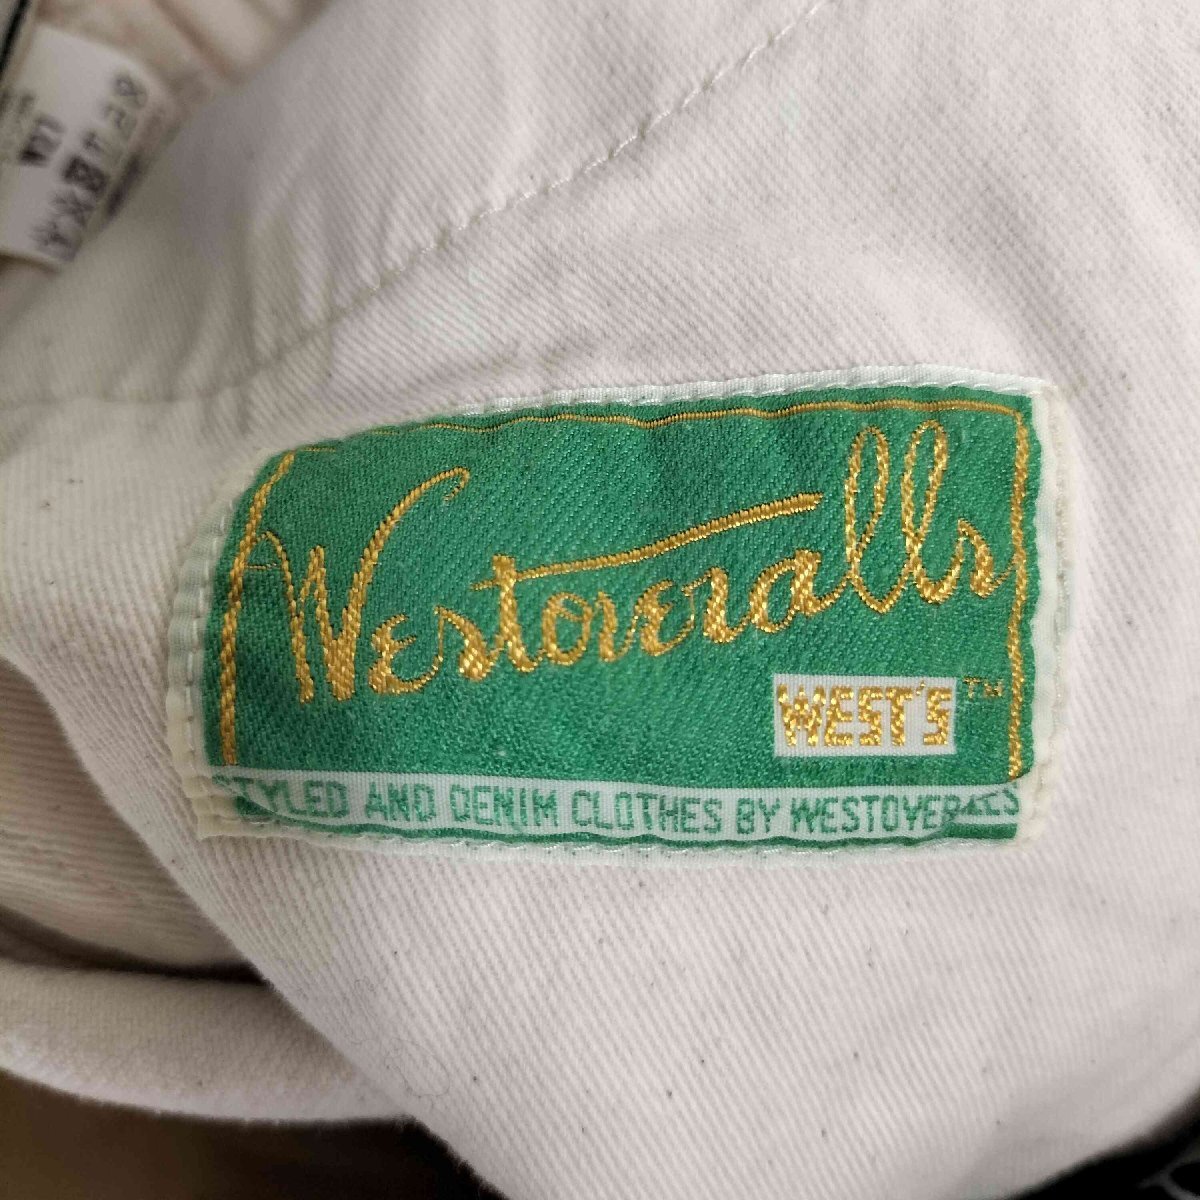 Westoveralls
WEST'S™
STYLED AND DENIM CLOTHES BY WESTOVERALLS